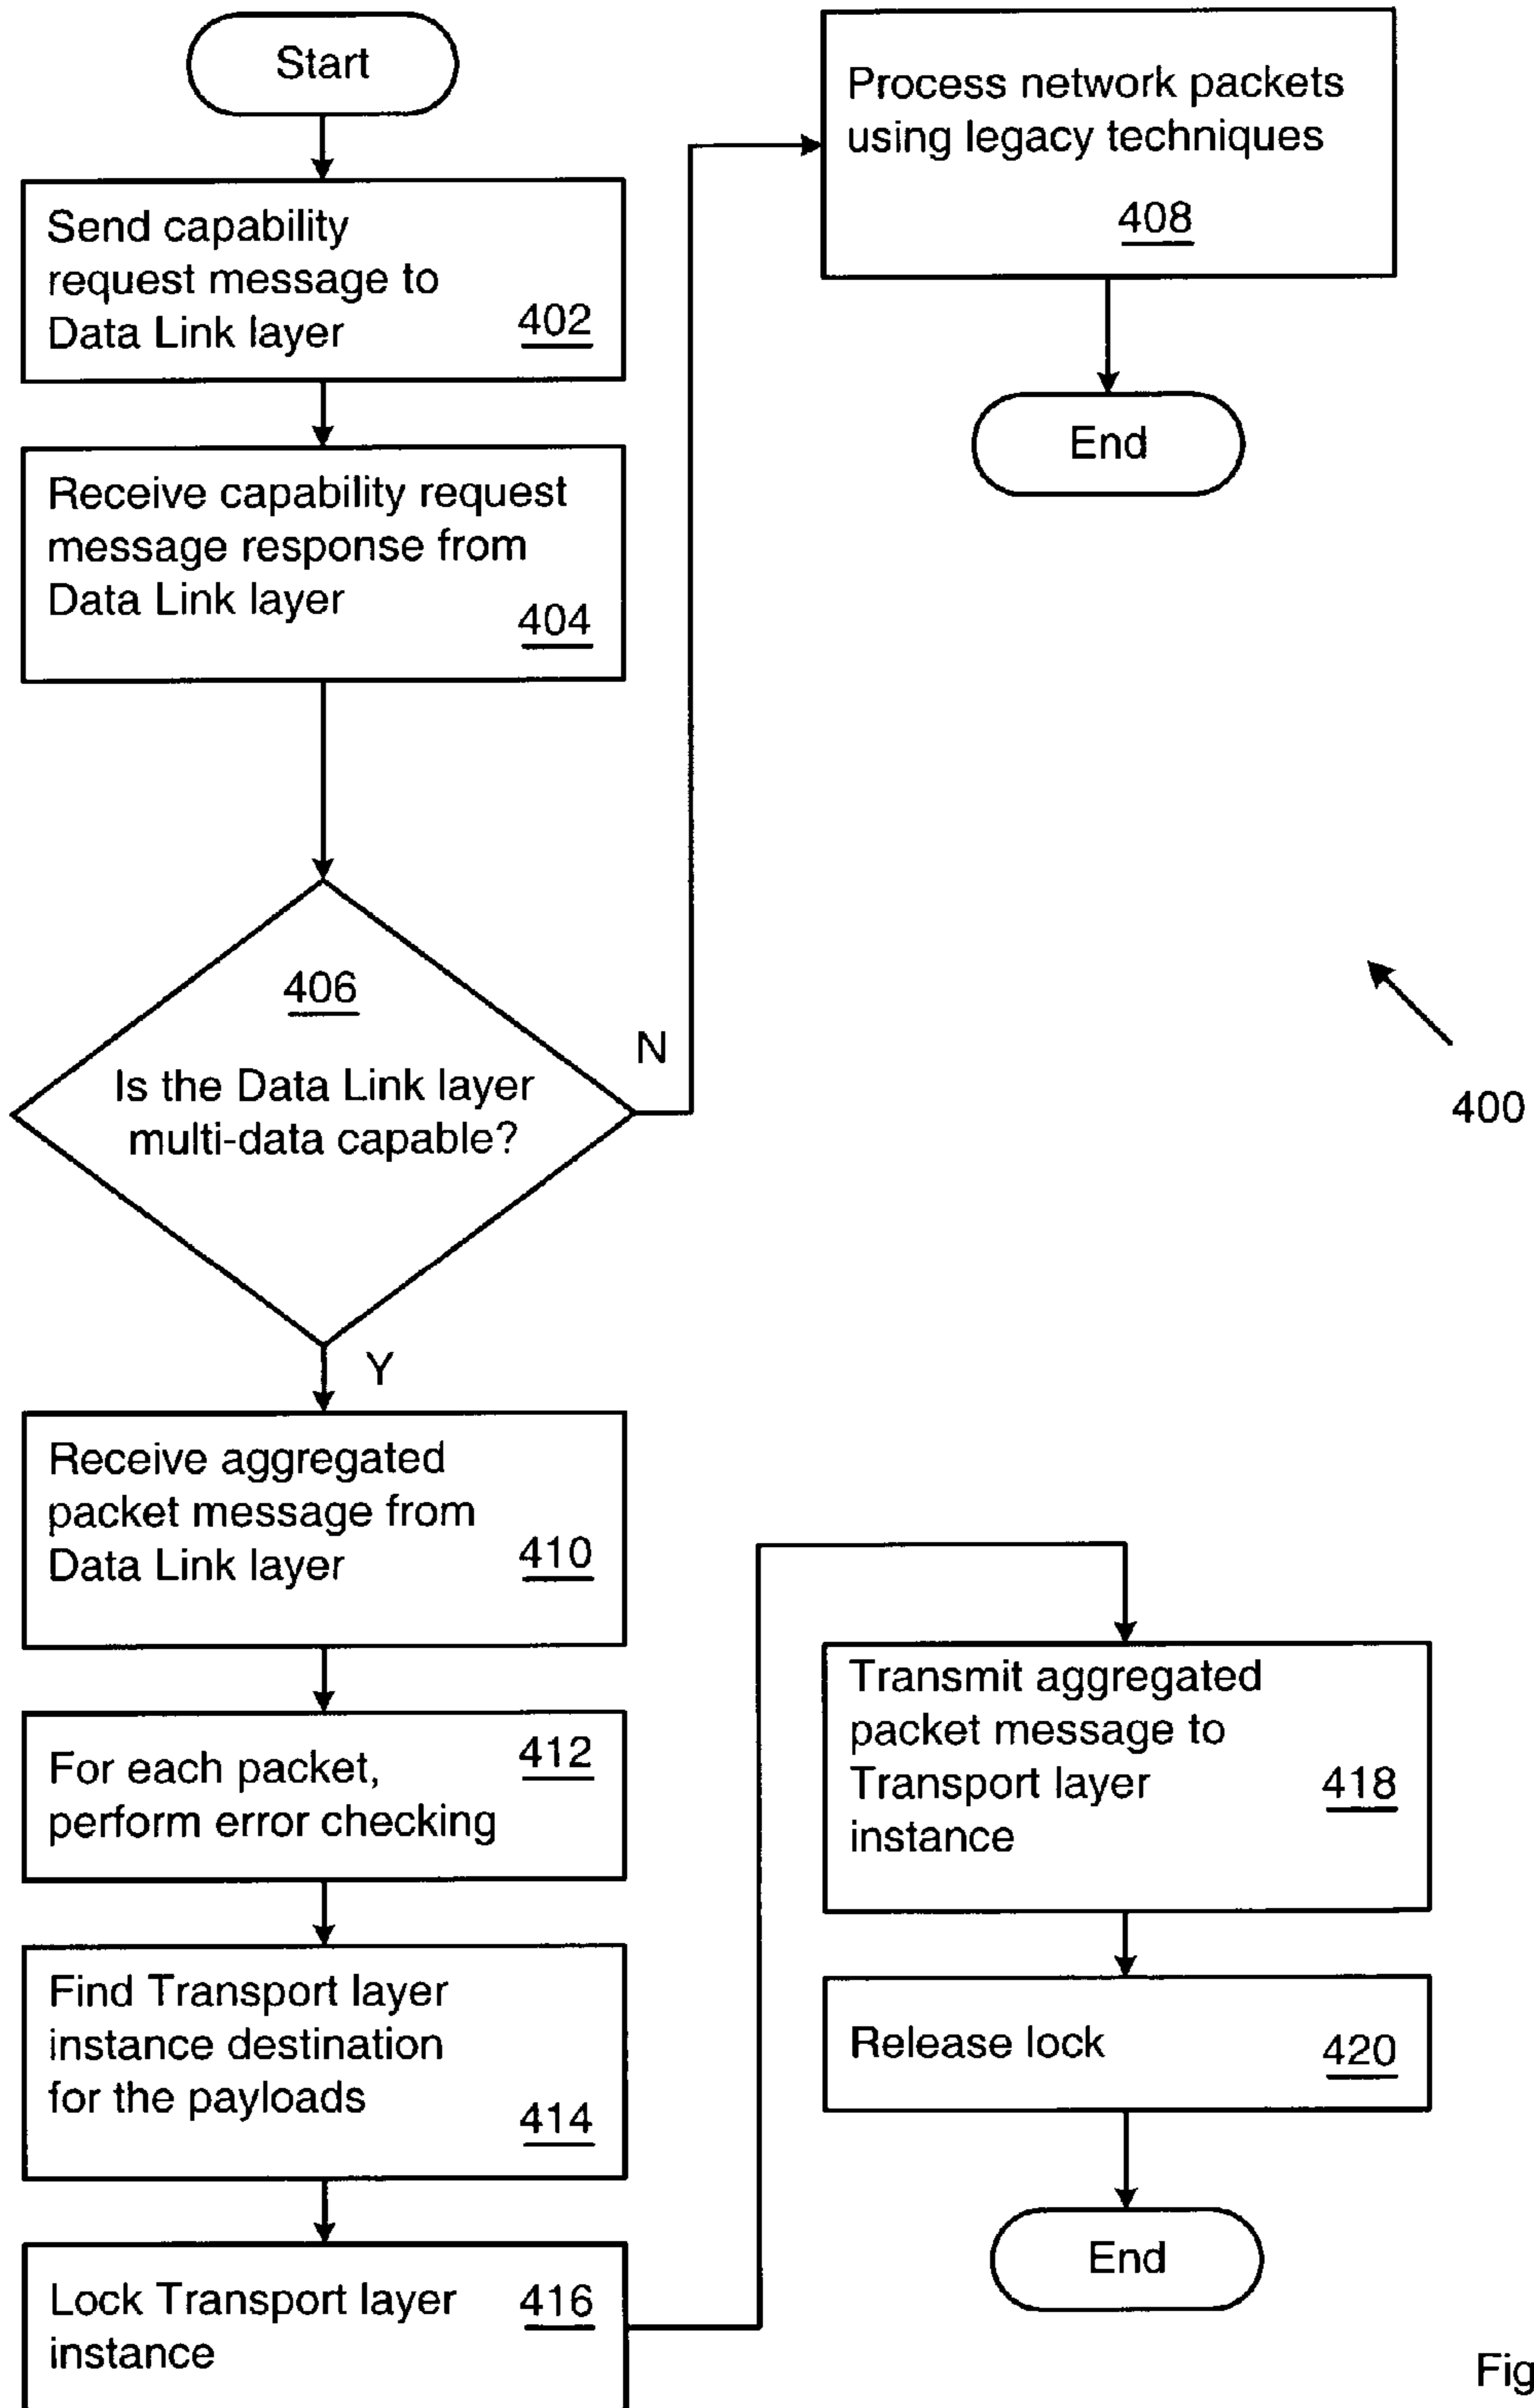 Start
Send capability
request message to
Data Link layer
402
Receive capability request
message response from
Data Link layer
404
406
Is the Data Link layer
multi-data capable?
N
Y
Process network packets
using legacy techniques
408
End
400
Receive aggregated
packet message from
Data Link layer
410
For each packet,
perform error checking
412
Find Transport layer
instance destination
for the payloads
414
Lock Transport layer
instance
416
Transmit aggregated
packet message to
Transport layer
instance
418
Release lock
420
End
Fig